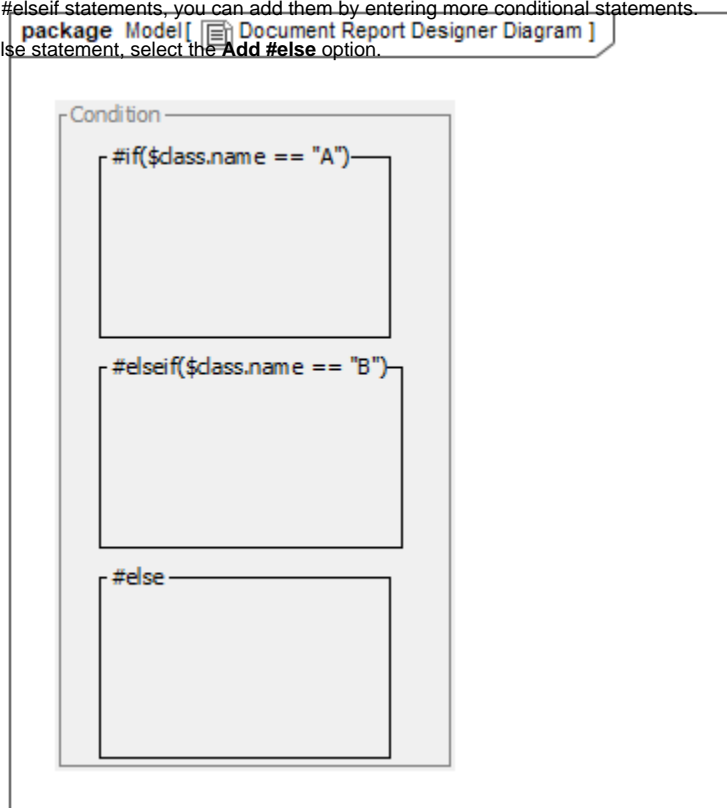 #elseif statements, you can add them by entering more conditional statements.
package Model[ Document Report Designer Diagram ]
lse statement, select the Add #else option.
Condition
#if($class.name == "A")
#elseif($class.name == "B")
#else